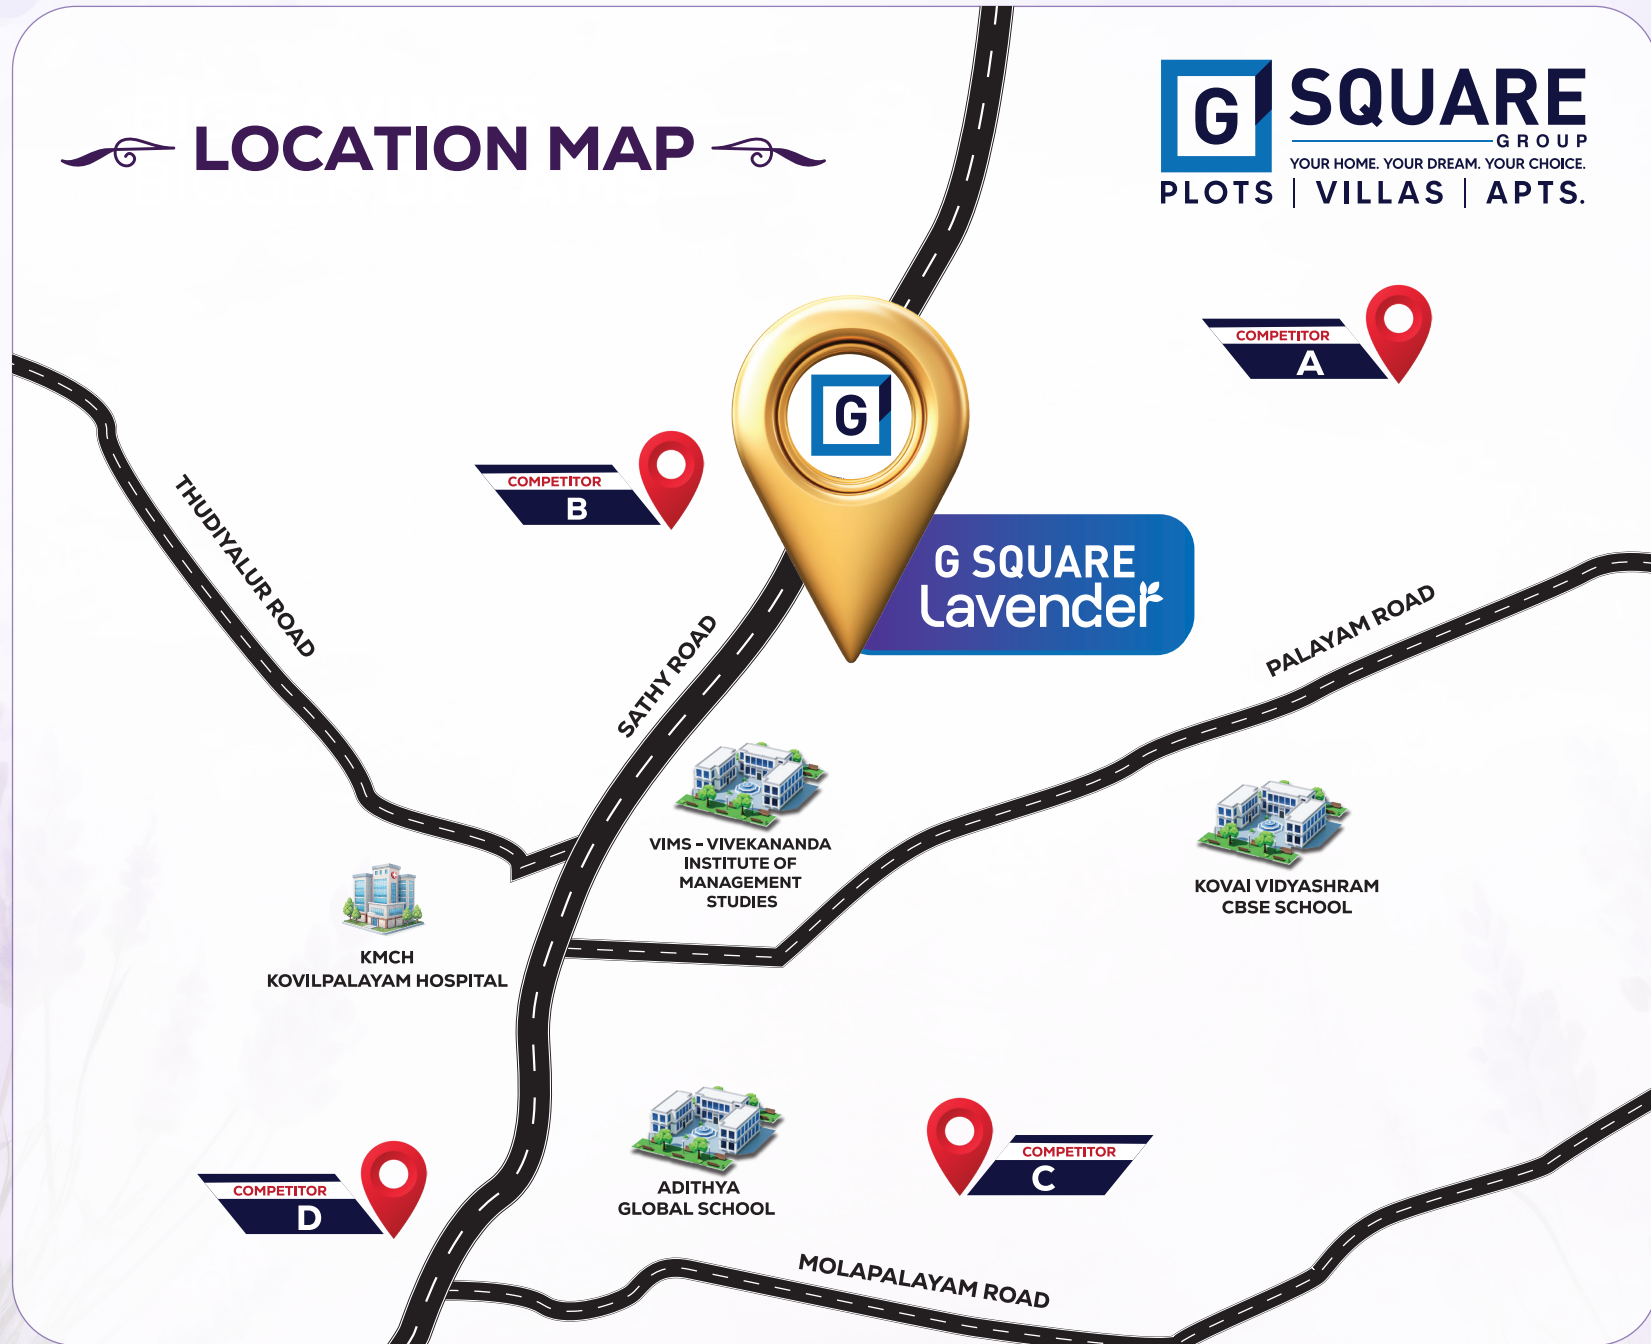 LOCATION MAP
G
SQUARE
GROUP
YOUR HOME. YOUR DREAM. YOUR CHOICE.
PLOTS | VILLAS | APTS.
COMPETITOR
A
G
COMPETITOR
B
THUDIYALUR ROAD
G SQUARE
Lavender
SATHY ROAD
PALAYAM ROAD
VIMS - VIVEKANANDA
INSTITUTE OF
MANAGEMENT
STUDIES
KOVAI VIDYASHRAM
CBSE SCHOOL
KMCH
KOVILPALAYAM HOSPITAL
COMPETITOR
C
COMPETITOR
D
ADITHYA
GLOBAL SCHOOL
MOLAPALAYAM ROAD